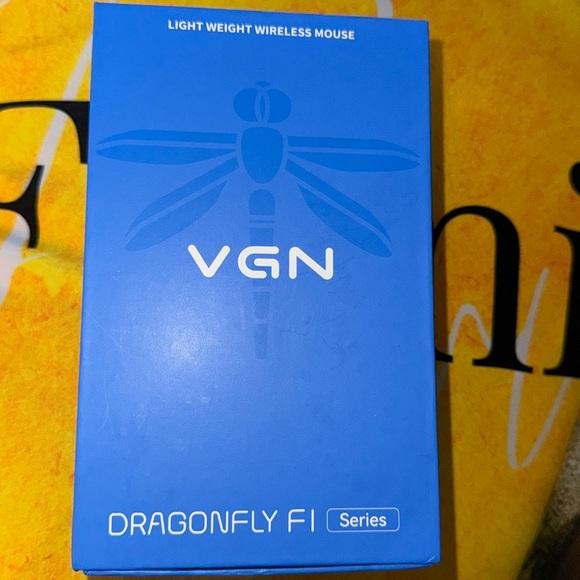 LIGHT WEIGHT WIRELESS MOUSE
VGN
DRAGONFLY F1 Series